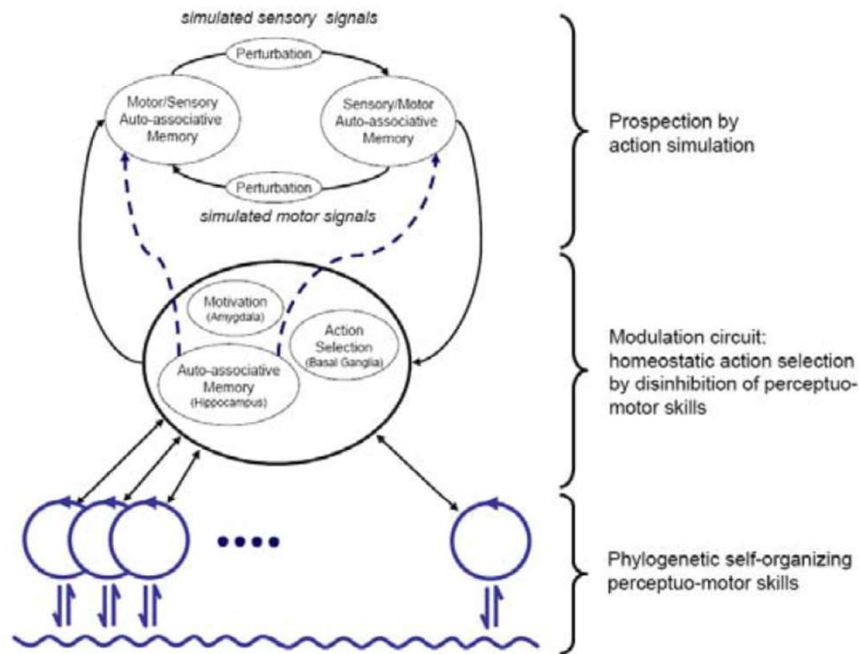 simulated sensory signals
Perturbation
Motor/Sensory
Auto-associative
Memory
Sensory/Motor
Auto-associative
Memory
Perturbation
simulated motor signals
Prospection by
action simulation
Motivation
(Amygdala)
Action
Selection
(Basal Ganglia)
Auto-associative
Memory
(Hippocampus)
Modulation circuit:
homeostatic action selection
by disinhibition of perceptuo-
motor skills
Phylogenetic self-organizing
perceptuo-motor skills